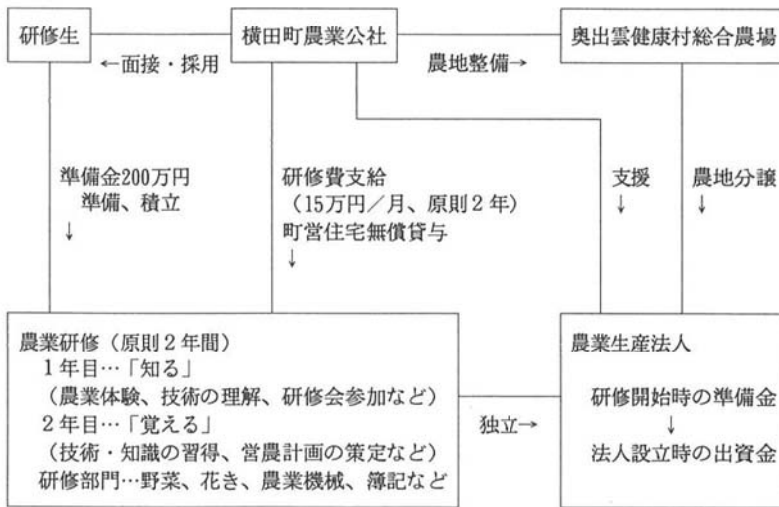 研修生
横田町農業公社
奥出雲健康村総合農場
←面接・採用
農地整備→
準備金200万円
準備、積立
↓
研修費支給
（15万円／月、原則２年）
町営住宅無償貸与
↓
支援
↓
農地分譲
↓
農業研修（原則２年間）
１年目…「知る」
（農業体験、技術の理解、研修会参加など）
２年目…「覚える」
（技術・知識の習得、営農計画の策定など）
研修部門…野菜、花き、農業機械、簿記など
独立→
農業生産法人
研修開始時の準備金
↓
法人設立時の出資金